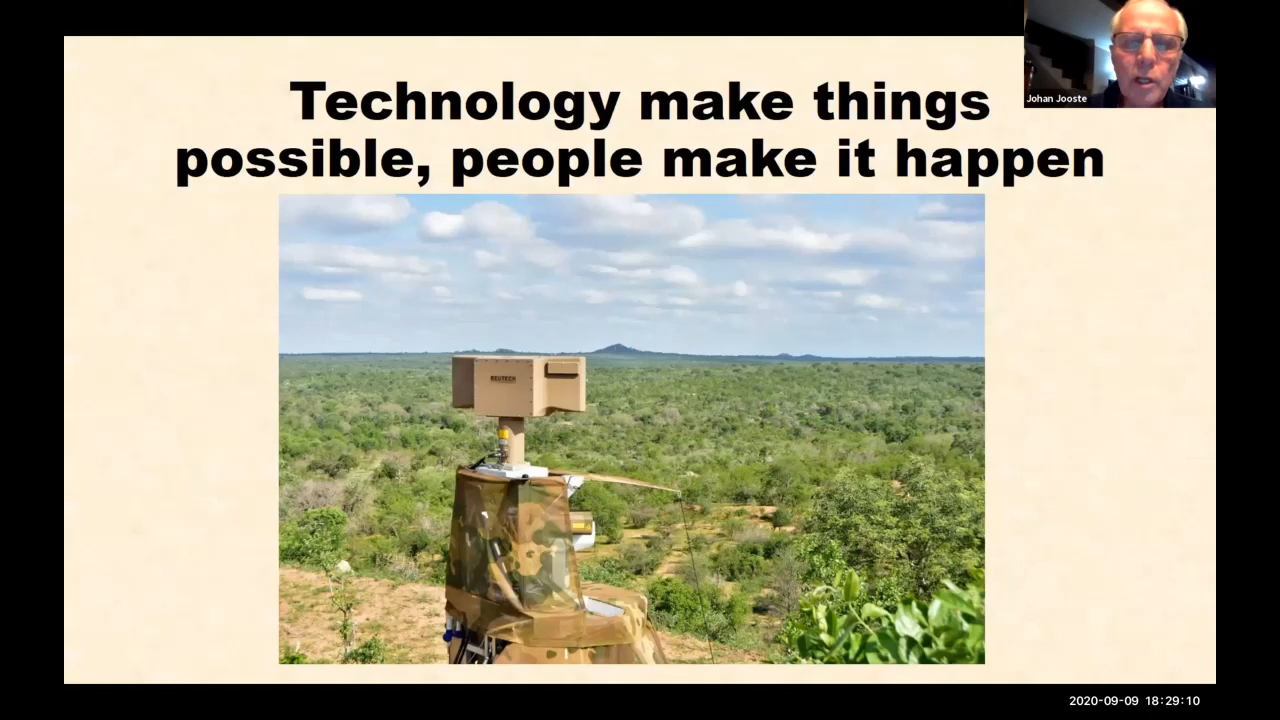 Technology make things
possible, people make it happen
Johan Jooste
REUTECH
2020-09-09 18:29:10